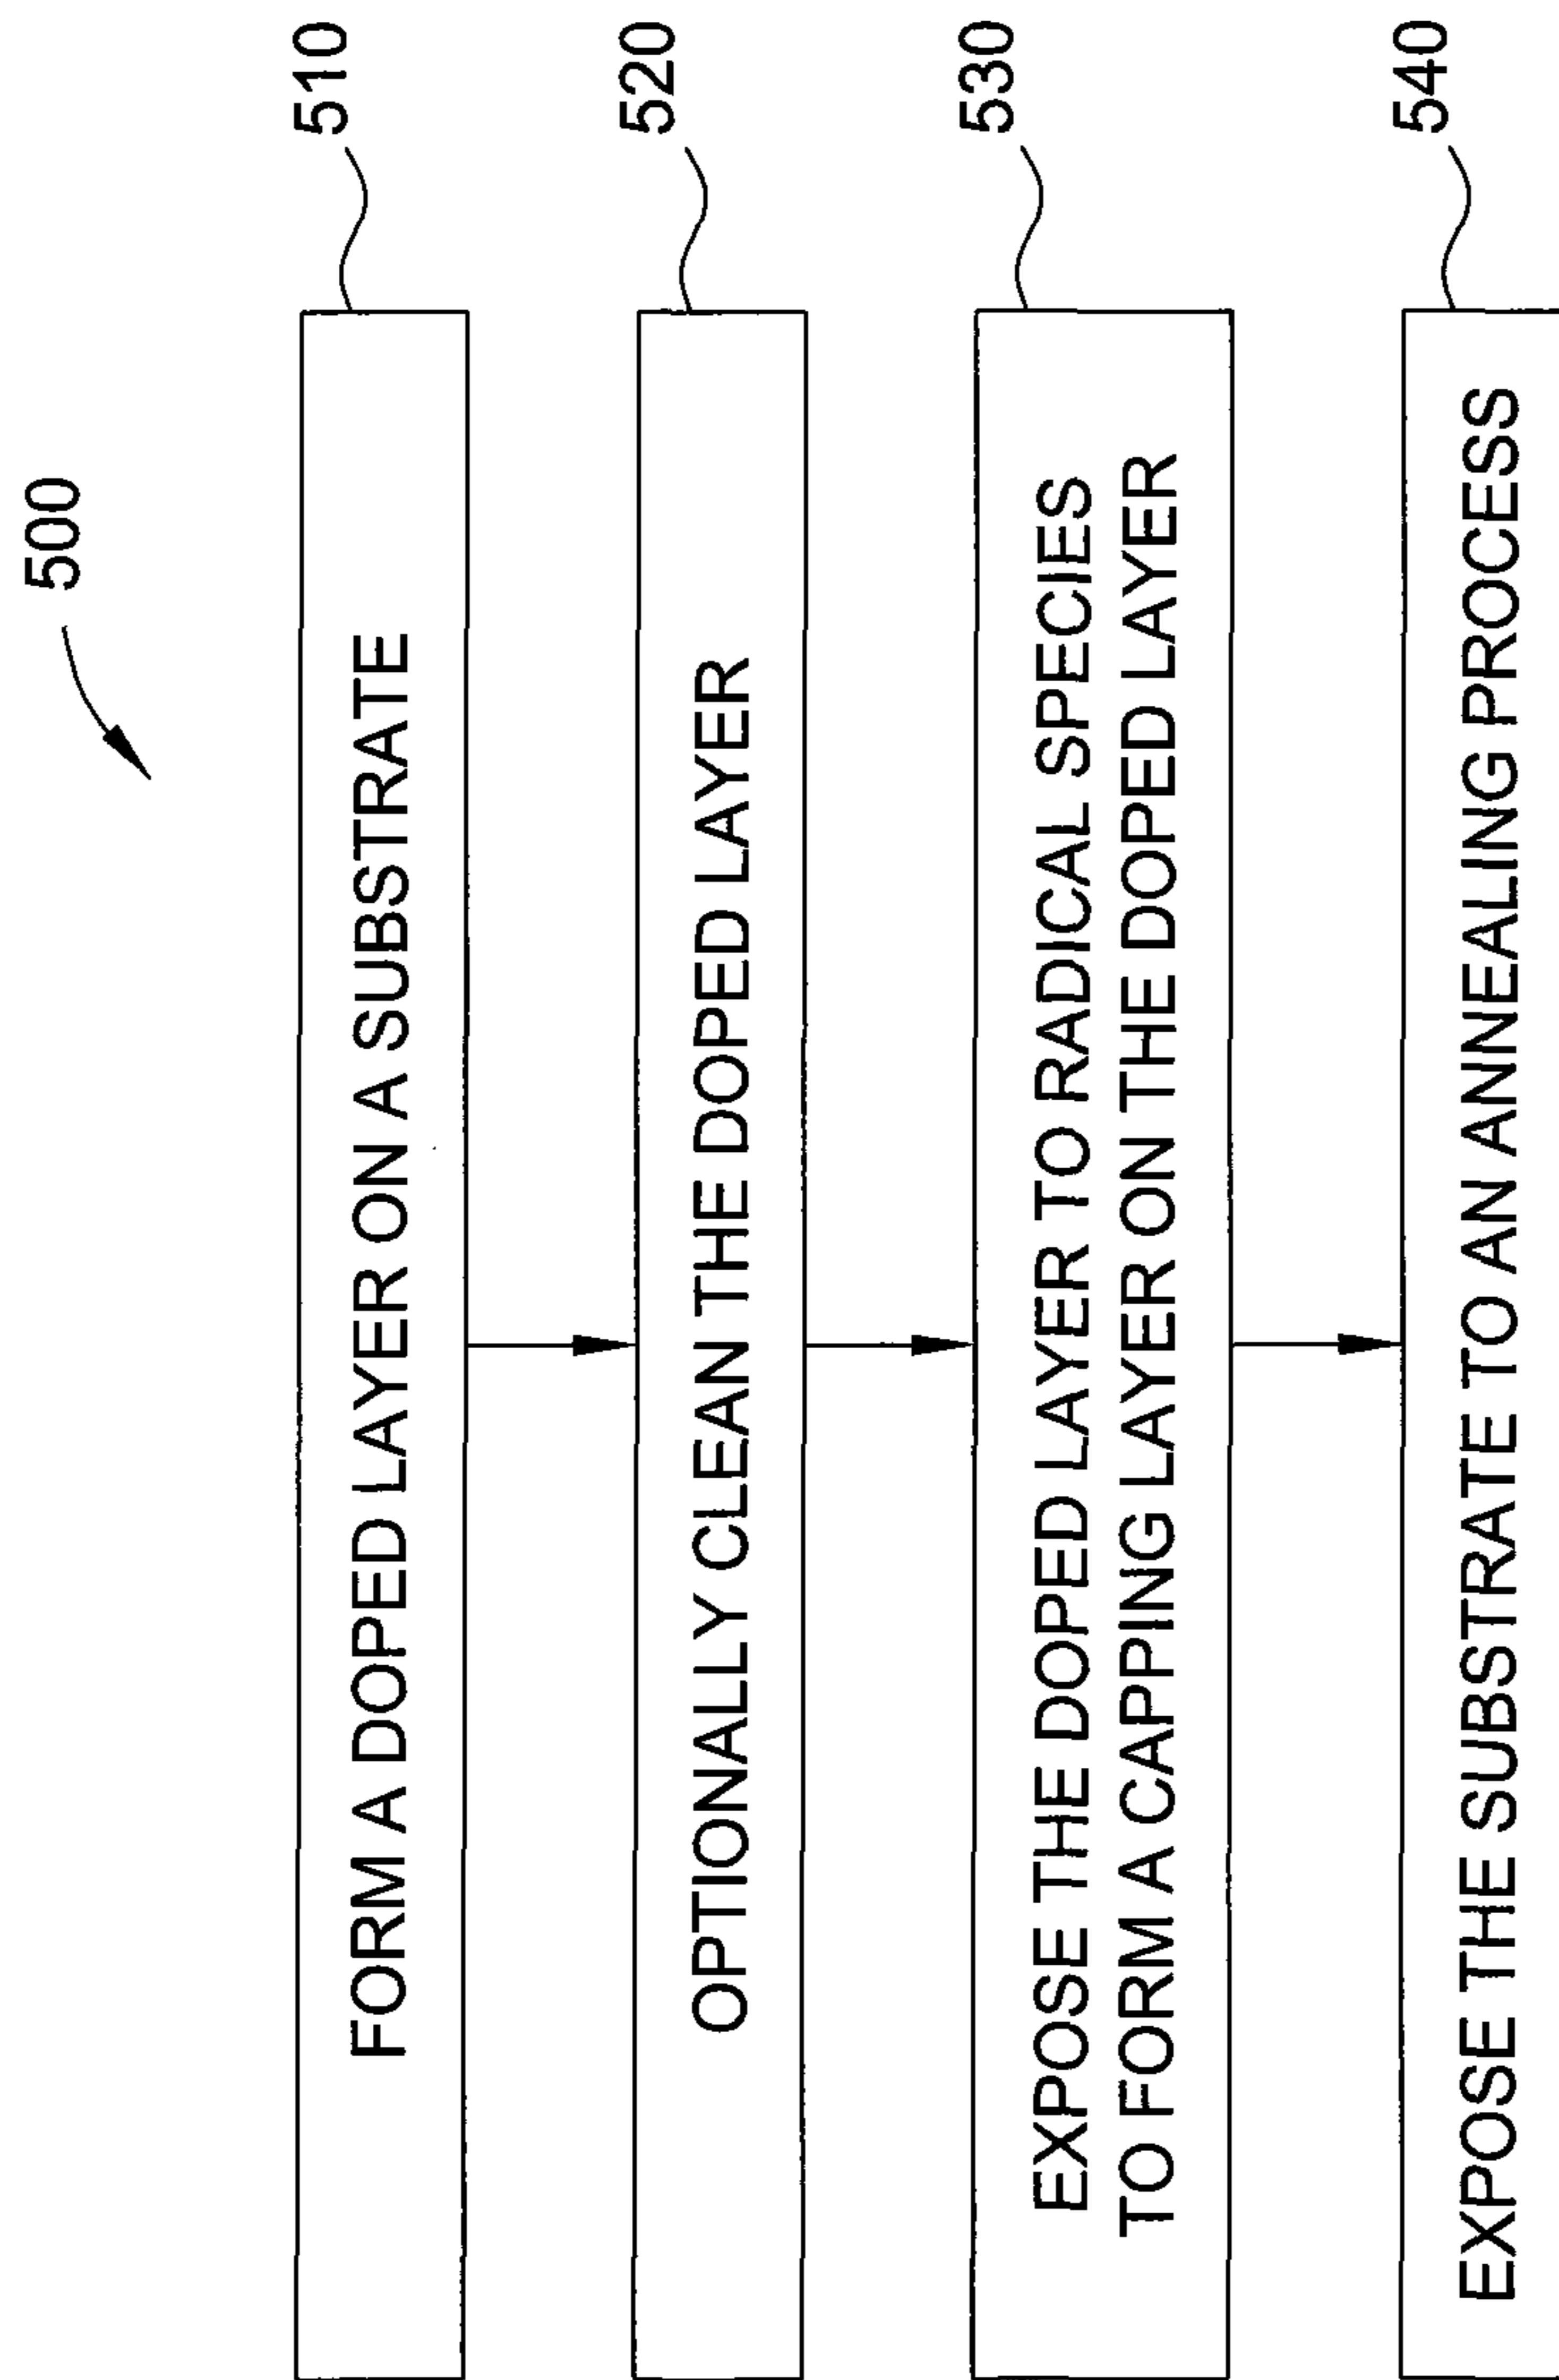 500
FORM A DOPED LAYER ON A SUBSTRATE
510
OPTIONALLY CLEAN THE DOPED LAYER
520
EXPOSE THE DOPED LAYER TO RADICAL SPECIES
TO FORM A CAPPING LAYER ON THE DOPED LAYER
530
EXPOSE THE SUBSTRATE TO AN ANNEALING PROCESS
540